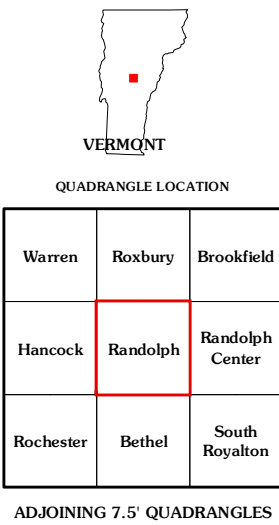 VERMONT
QUADRANGLE LOCATION
Warren
Roxbury
Brookfield
Hancock
Randolph
Randolph
Center
Rochester
Bethel
South
Royalton
ADJOINING 7.5' QUADRANGLES